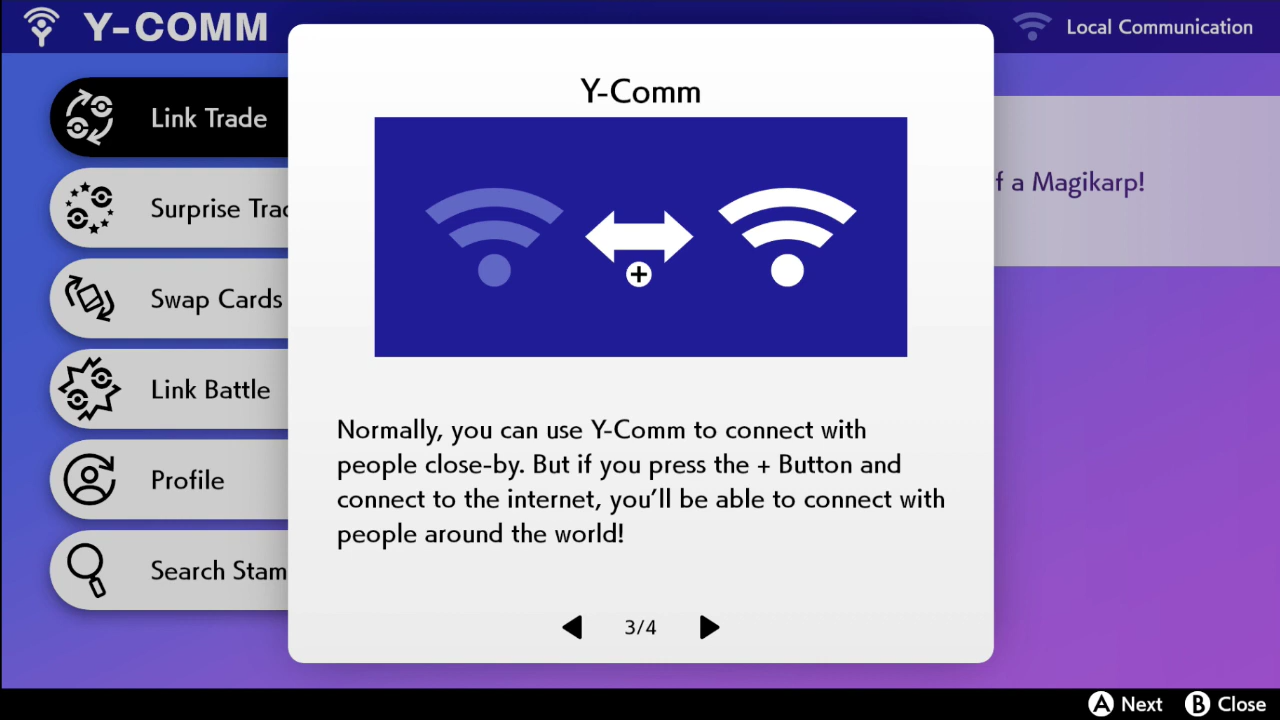 Y-COMM
Local Communication
Link Trade
Surprise Trad
Swap Cards
Link Battle
Profile
Search Stam
f a Magikarp!
Y-Comm
Normally, you can use Y-Comm to connect with
people close-by. But if you press the + Button and
connect to the internet, you'll be able to connect with
people around the world!
3/4
A Next B Close